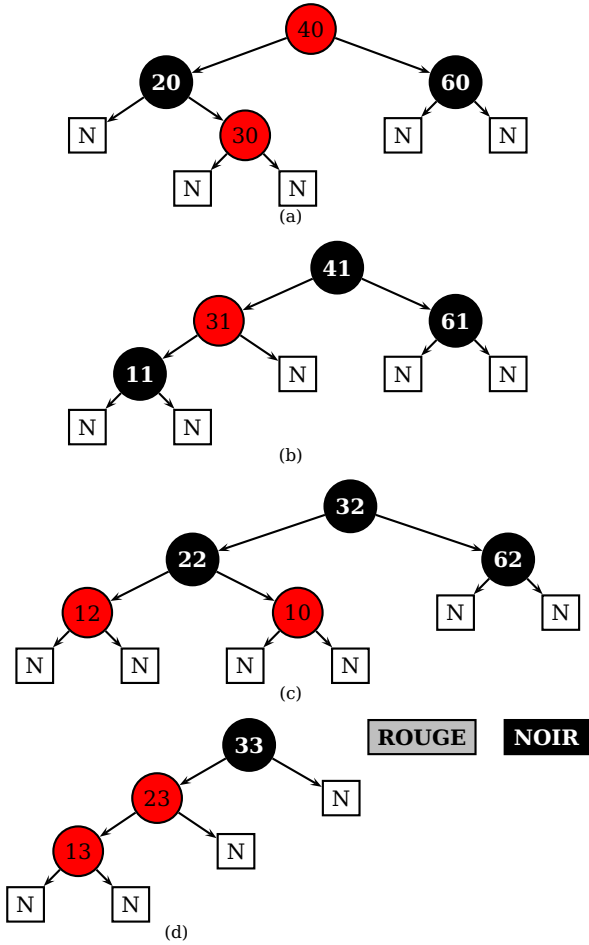 40
20 60
N 30 N N
N N
(a)
41
31 61
11 N N N
N N
(b)
32
22 62
12 10 N N
N N N N
(c)
33 ROUGE NOIR
23 N
13 N
N N
(d)